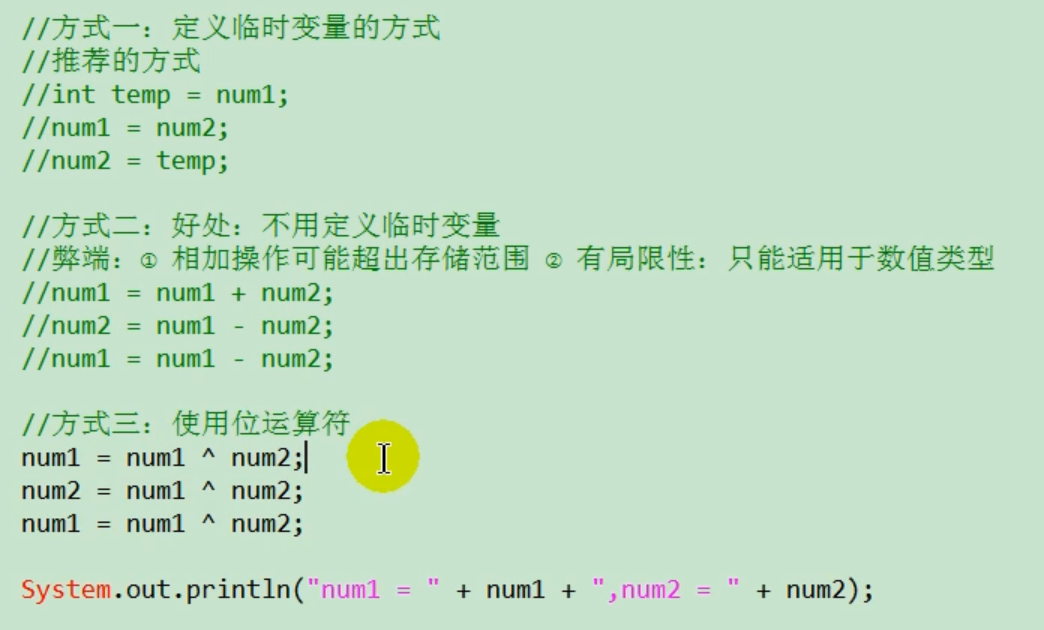 //方式一：定义临时变量的方式
//推荐的方式
//int temp = num1;
//num1 = num2;
//num2 = temp;
//方式二：好处：不用定义临时变量
//弊端：① 相加操作可能超出存储范围 ② 有局限性：只能适用于数值类型
//num1 = num1 + num2;
//num2 = num1 - num2;
//num1 = num1 - num2;
//方式三：使用位运算符
num1 = num1 ^ num2;
num2 = num1 ^ num2;
num1 = num1 ^ num2;
System.out.println("num1 = " + num1 + ",num2 = " + num2);